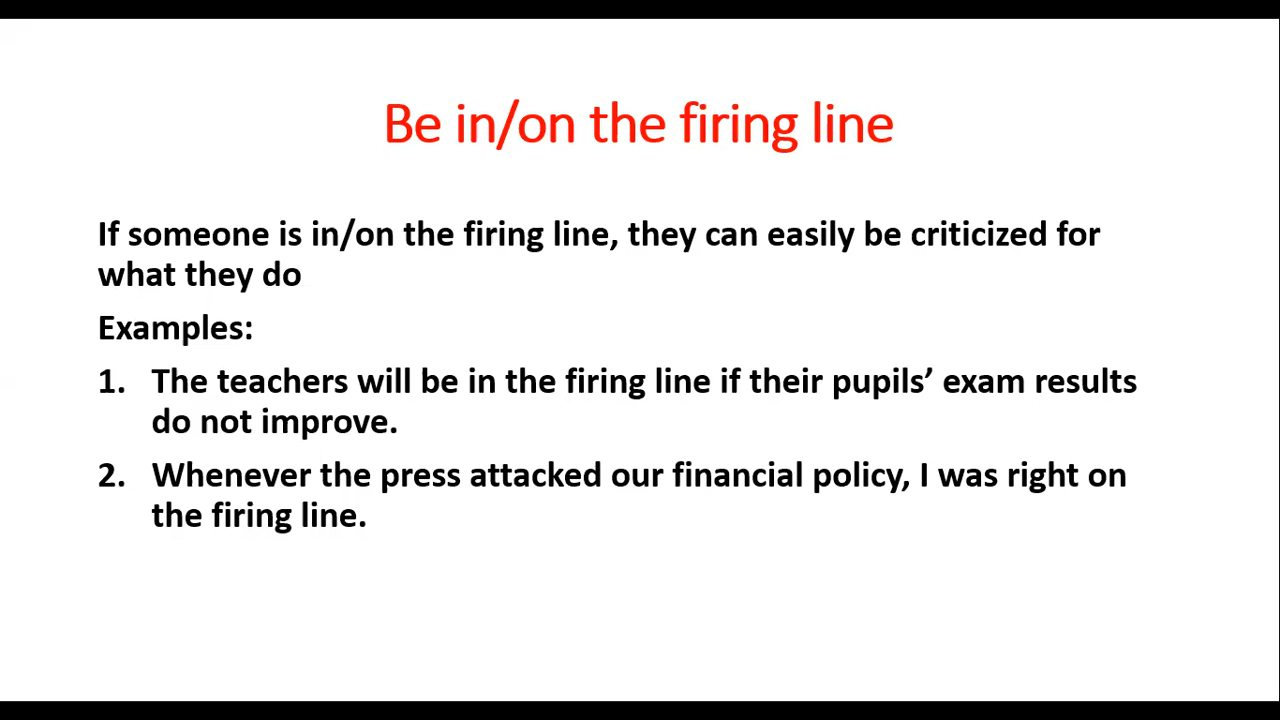 Be in/on the firing line
If someone is in/on the firing line, they can easily be criticized for
what they do
Examples:
1. The teachers will be in the firing line if their pupils’ exam results
do not improve.
2. Whenever the press attacked our financial policy, I was right on
the firing line.